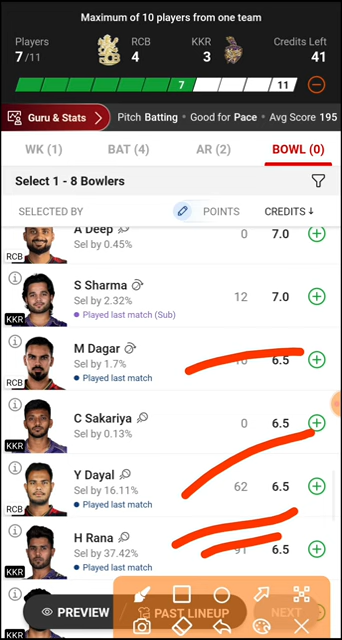 Maximum of 10 players from one team
Players RCB KKR Credits Left
7/11 4 3 41
7 11
Guru & Stats Pitch Batting • Good for Pace • Avg Score 195
WK (1) BAT (4) AR (2) BOWL (0)
Select 1 - 8 Bowlers
SELECTED BY POINTS CREDITS ↓
A Deep
Sel by 0.45% 0 7.0
RCB
S Sharma
Sel by 2.32% 12 7.0
Played last match (Sub)
KKR
M Dagar
Sel by 1.7% 6.5
Played last match
RCB
C Sakariya
Sel by 0.13% 0 6.5
KKR
Y Dayal
Sel by 16.11% 62 6.5
Played last match
RCB
H Rana
Sel by 37.42% 91 6.5
Played last match
KKR
PREVIEW / PAST LINEUP NEXT